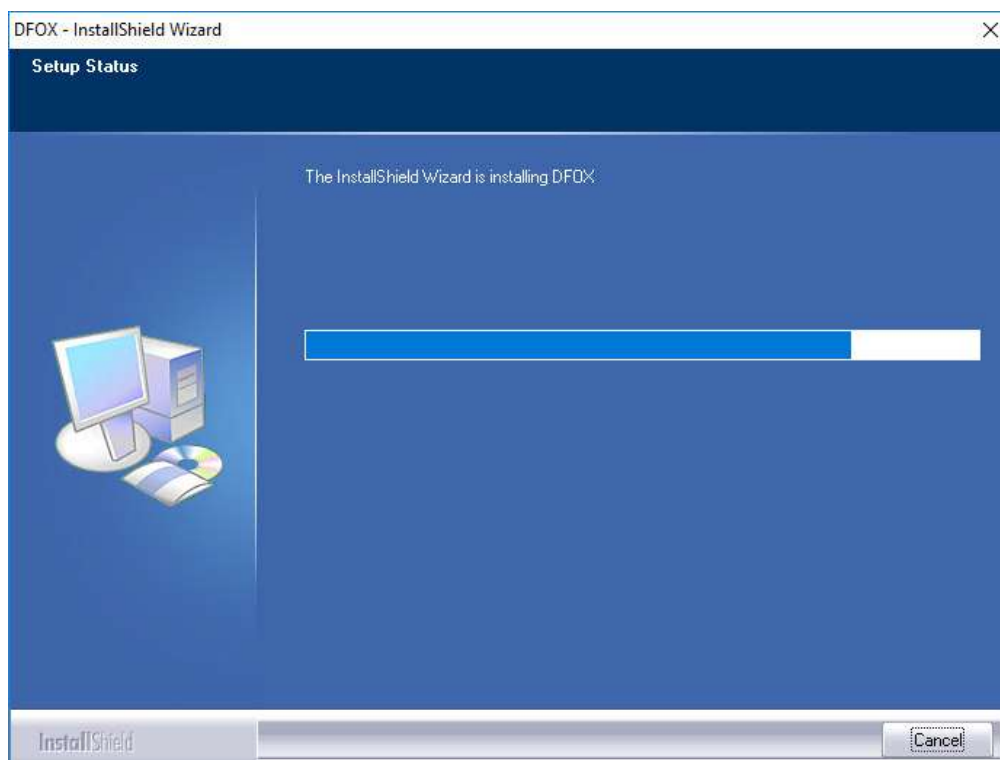 DFOX - InstallShield Wizard
Setup Status
The InstallShield Wizard is installing DFOX
InstallShield
Cancel